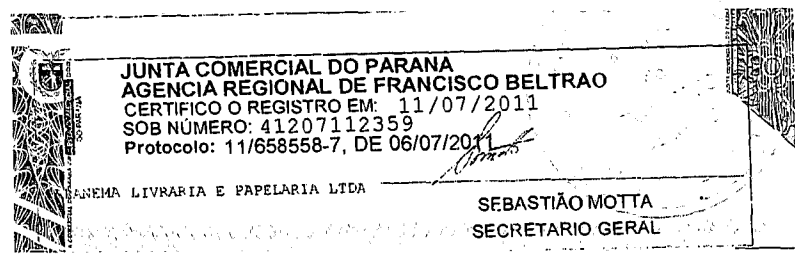 JUNTA COMERCIAL DO PARANA
AGENCIA REGIONAL DE FRANCISCO BELTRAO
CERTIFICO O REGISTRO EM: 11/07/2011
SOB NÚMERO: 41207112359
Protocolo: 11/658558-7, DE 06/07/2011
ANEMA LIVRARIA E PAPELARIA LTDA
SEBASTIÃO MOTTA
SECRETARIO GERAL